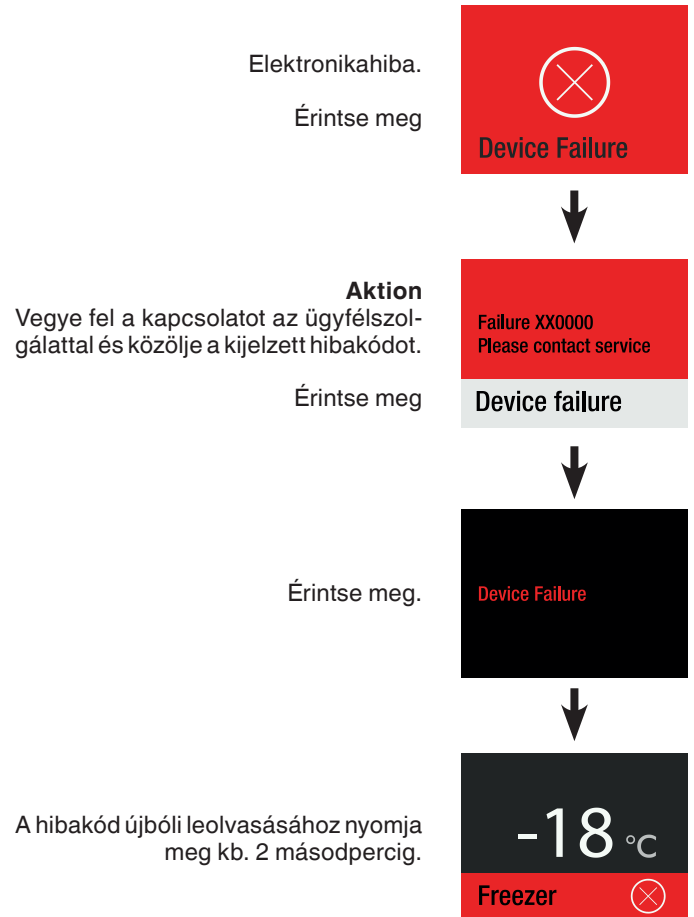 Elektronikahiba.
Érintse meg
Device Failure
Aktion
Vegye fel a kapcsolatot az ügyfélszol-
gálattal és közölje a kijelzett hibakódot.
Érintse meg
Failure XX0000
Please contact service
Device failure
Érintse meg.
Device Failure
A hibakód újbóli leolvasásához nyomja
meg kb. 2 másodpercig.
-18 °C
Freezer